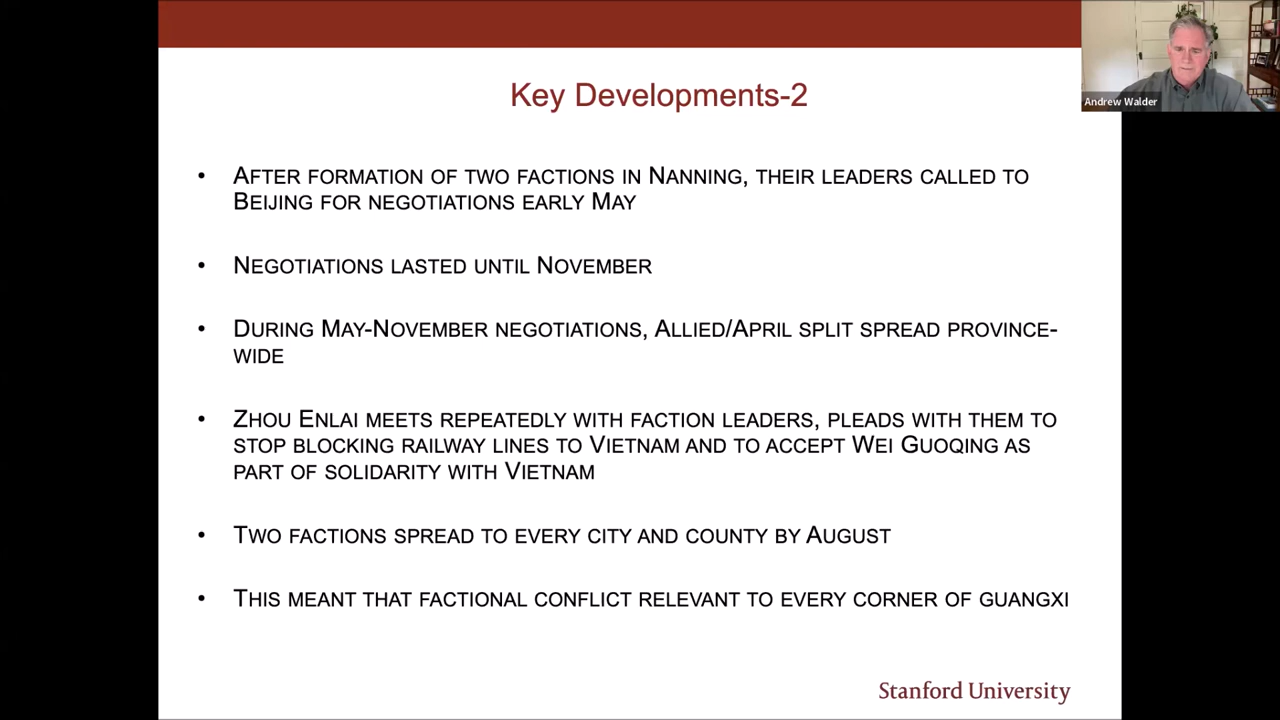 Key Developments-2
• After formation of two factions in Nanning, their leaders called to
Beijing for negotiations early May
• Negotiations lasted until November
• During May-November negotiations, Allied/April split spread province-
wide
• Zhou Enlai meets repeatedly with faction leaders, pleads with them to
stop blocking railway lines to Vietnam and to accept Wei Guoqing as
part of solidarity with Vietnam
• Two factions spread to every city and county by August
• This meant that factional conflict relevant to every corner of guangxi
Stanford University
Andrew Walder